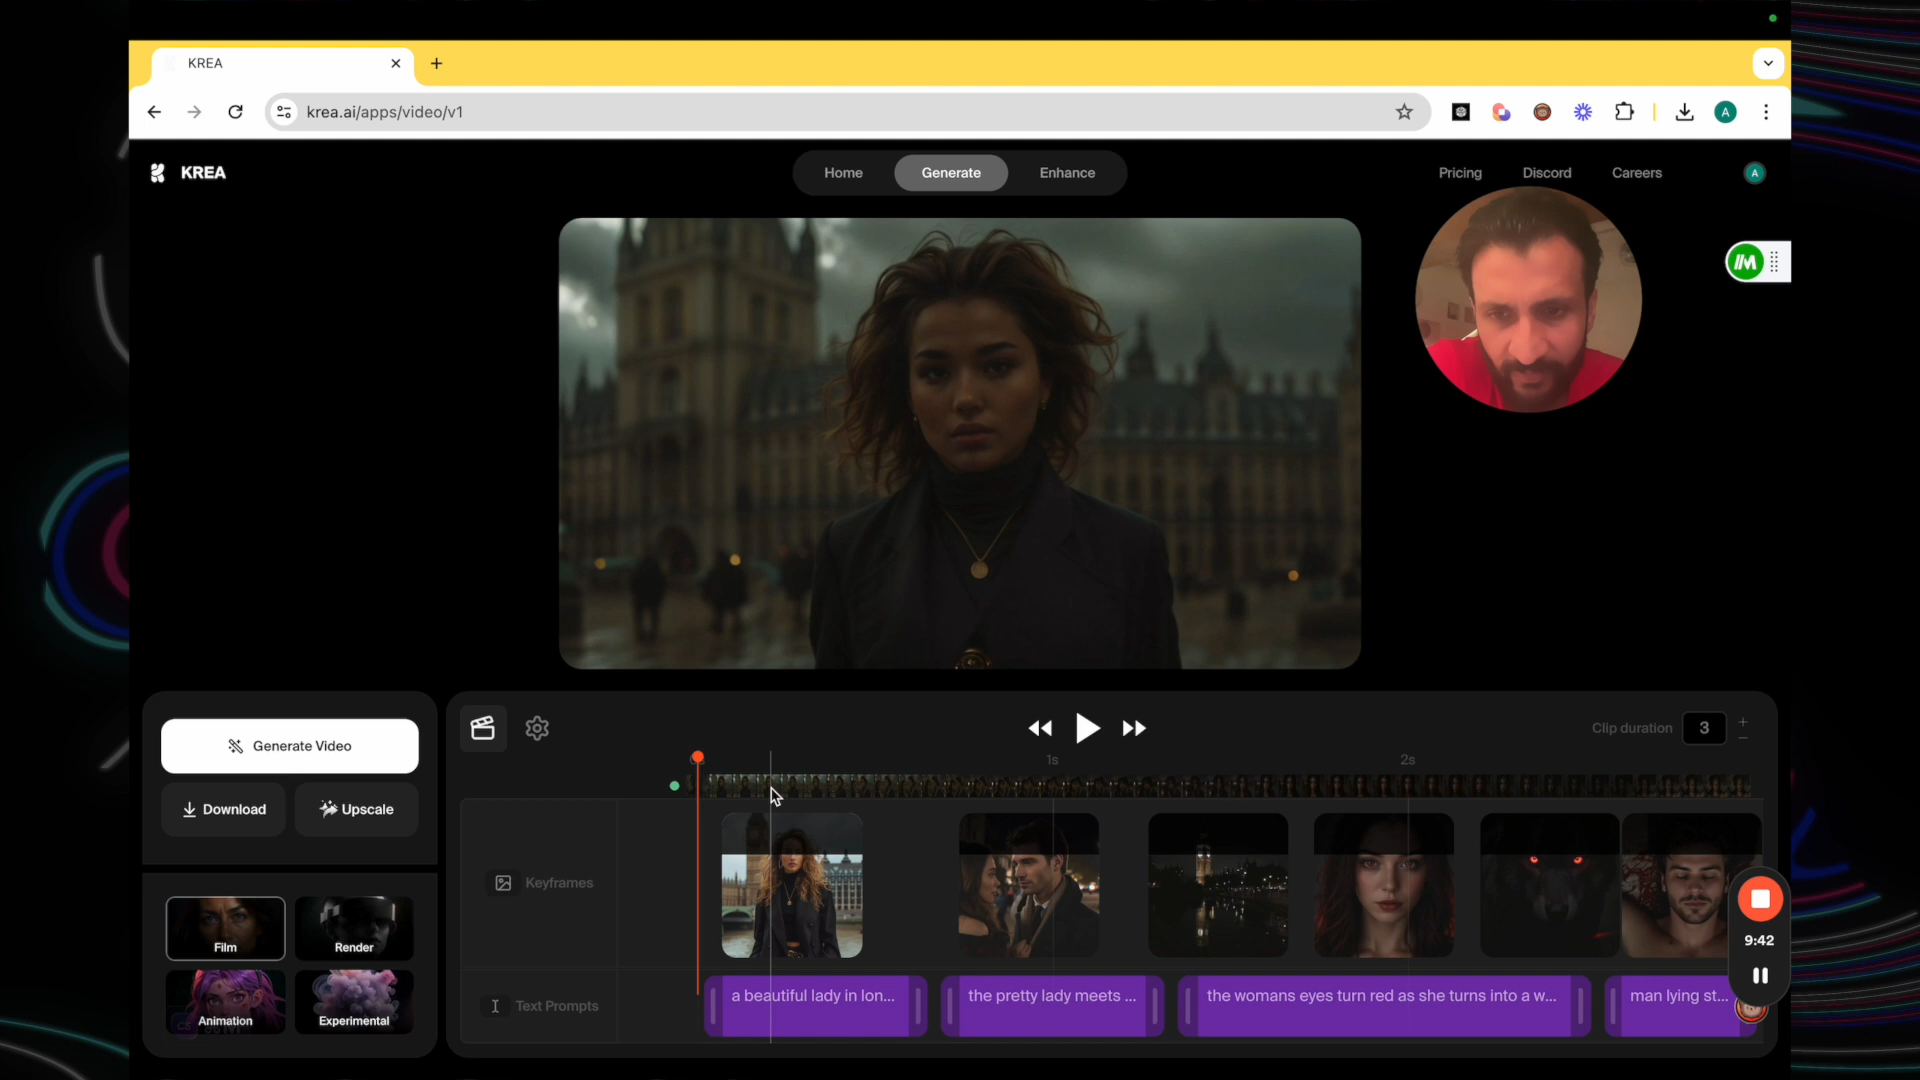 KREA
krea.ai/apps/video/v1
A
KREA
Home
Generate
Enhance
Pricing
Discord
Careers
A
Generate Video
Download
Upscale
Clip duration
3
1s
2s
Keyframes
Film
Render
Animation
Experimental
Text Prompts
a beautiful lady in lon...
the pretty lady meets ...
the womans eyes turn red as she turns into a w...
man lying st...
9:42